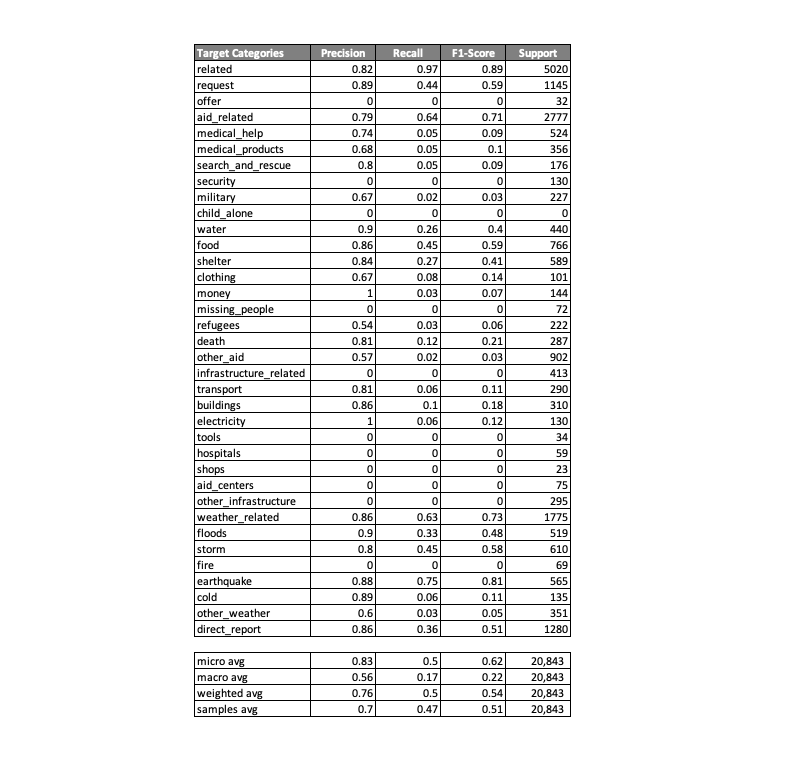 Target Categories Precision Recall F1-Score Support
related 0.82 0.97 0.89 5020
request 0.89 0.44 0.59 1145
offer 0 0 0 32
aid_related 0.79 0.64 0.71 2777
medical_help 0.74 0.05 0.09 524
medical_products 0.68 0.05 0.1 356
search_and_rescue 0.8 0.05 0.09 176
security 0 0 0 130
military 0.67 0.02 0.03 227
child_alone 0 0 0 0
water 0.9 0.26 0.4 440
food 0.86 0.45 0.59 766
shelter 0.84 0.27 0.41 589
clothing 0.67 0.08 0.14 101
money 1 0.03 0.07 144
missing_people 0 0 0 72
refugees 0.54 0.03 0.06 222
death 0.81 0.12 0.21 287
other_aid 0.57 0.02 0.03 902
infrastructure_related 0 0 0 413
transport 0.81 0.06 0.11 290
buildings 0.86 0.1 0.18 310
electricity 1 0.06 0.12 130
tools 0 0 0 34
hospitals 0 0 0 59
shops 0 0 0 23
aid_centers 0 0 0 75
other_infrastructure 0 0 0 295
weather_related 0.86 0.63 0.73 1775
floods 0.9 0.33 0.48 519
storm 0.8 0.45 0.58 610
fire 0 0 0 69
earthquake 0.88 0.75 0.81 565
cold 0.89 0.06 0.11 135
other_weather 0.6 0.03 0.05 351
direct_report 0.86 0.36 0.51 1280
micro avg 0.83 0.5 0.62 20,843
macro avg 0.56 0.17 0.22 20,843
weighted avg 0.76 0.5 0.54 20,843
samples avg 0.7 0.47 0.51 20,843